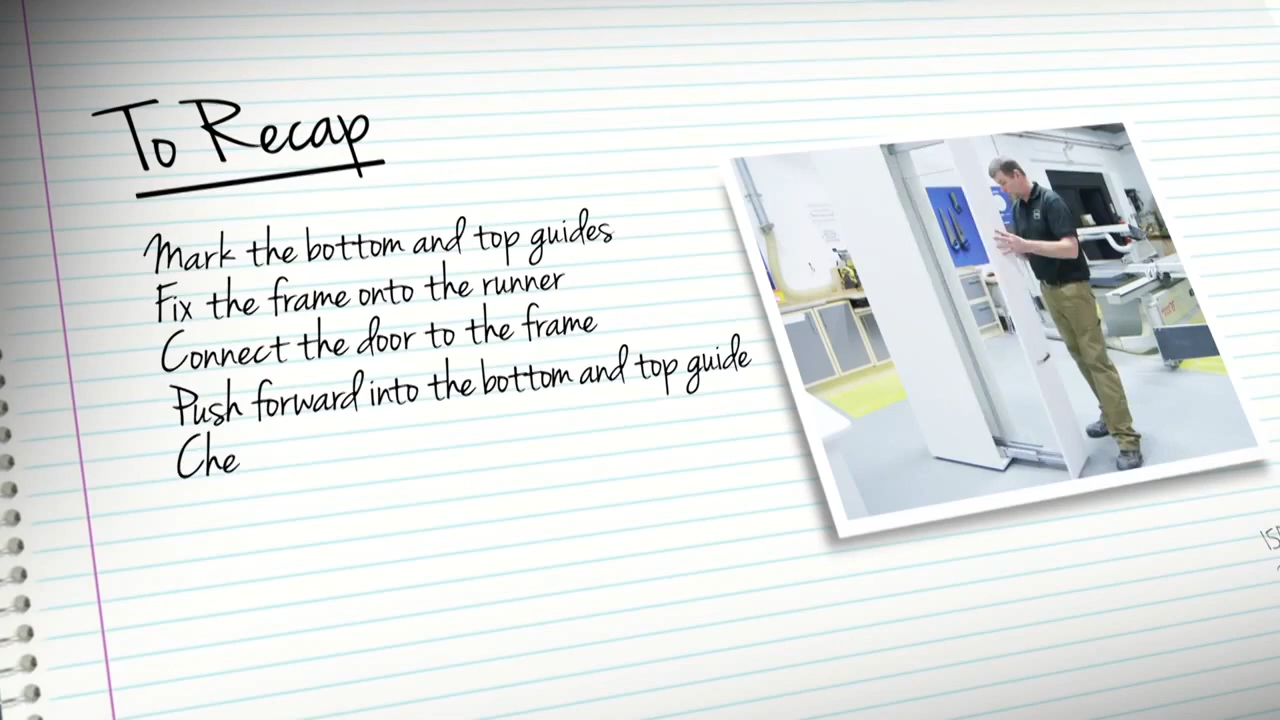 To Recap
Mark the bottom and top guides
Fix the frame onto the runner
Connect the door to the frame
Push forward into the bottom and top guide
Che